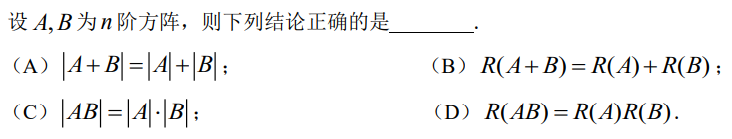 设 A, B 为 n 阶方阵，则下列结论正确的是________．
（A）|A+B|=|A|+|B|； （B）R(A+B)=R(A)+R(B)；
（C）|AB|=|A|·|B|； （D）R(AB)=R(A)R(B)．